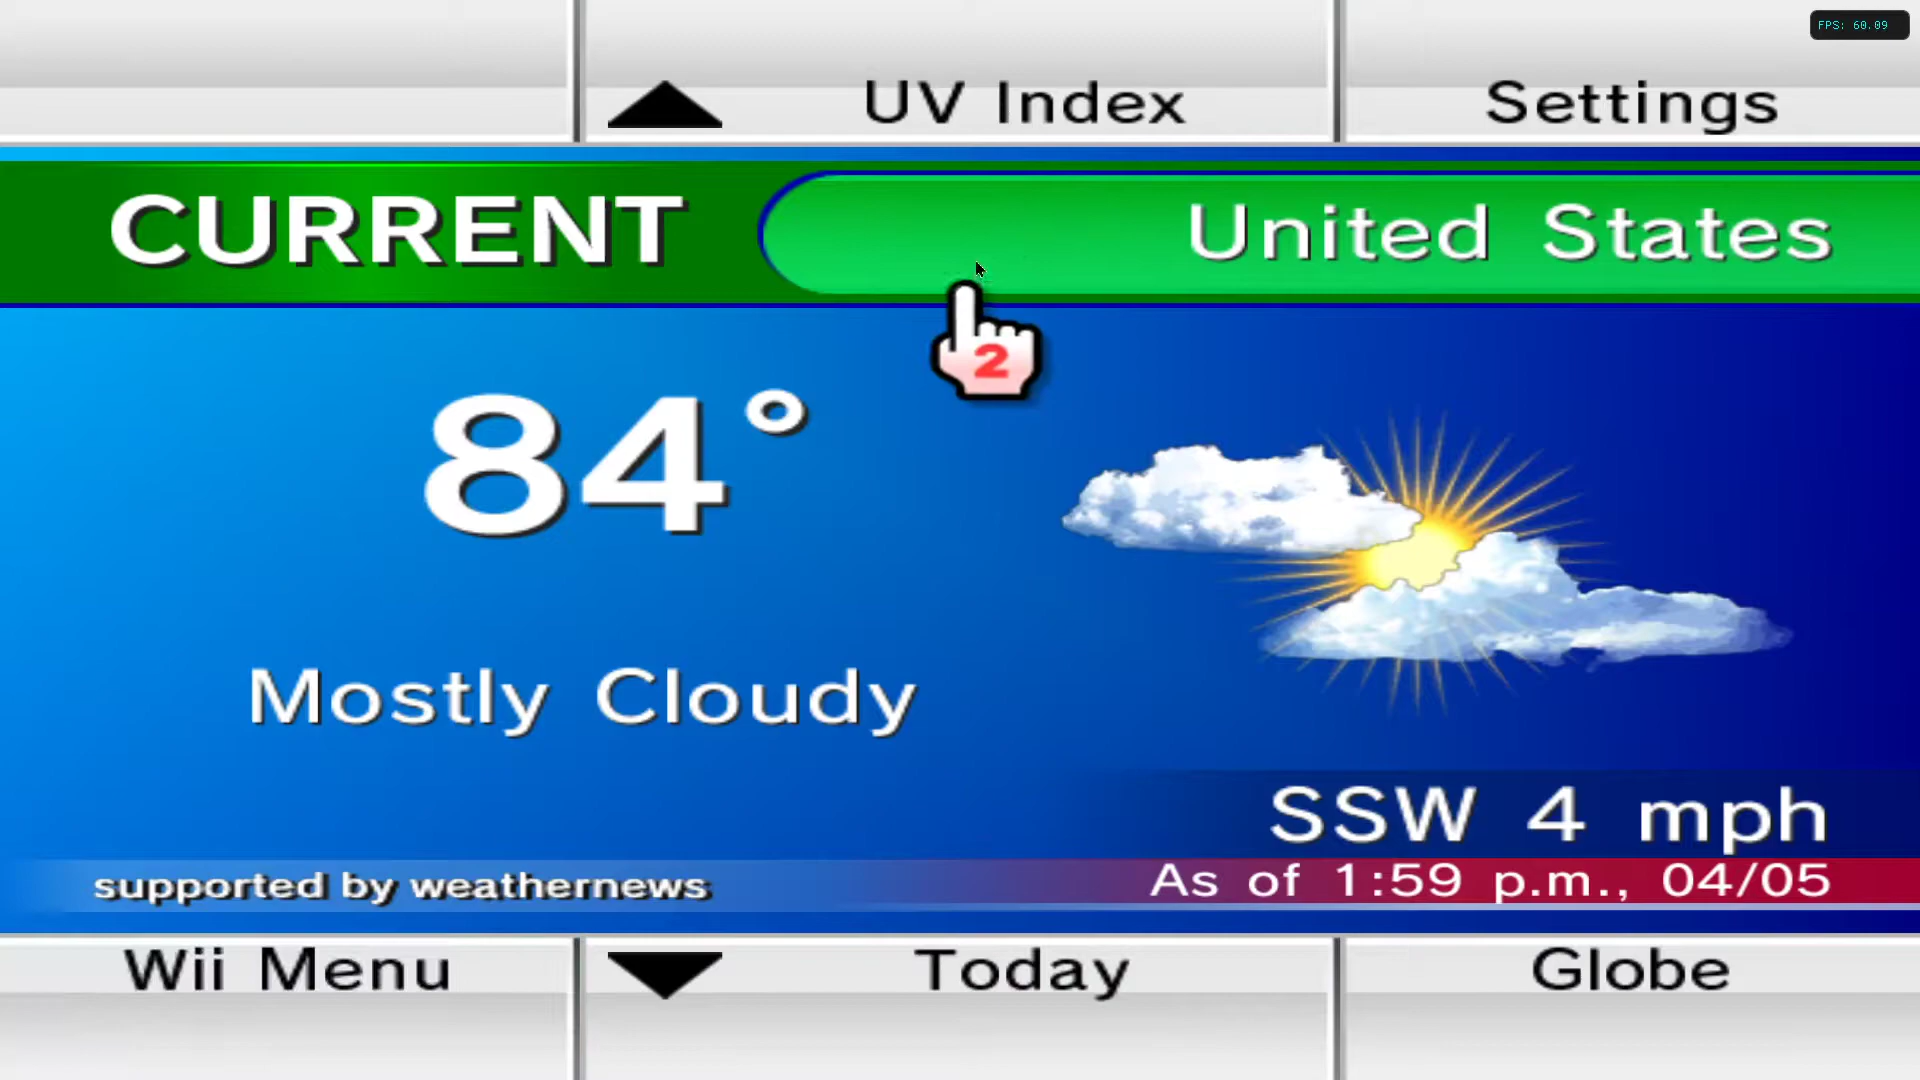 FPS: 60.09
UV Index
Settings
CURRENT
United States
2
84°
Mostly Cloudy
SSW 4 mph
supported by weathernews
As of 1:59 p.m., 04/05
Wii Menu
Today
Globe